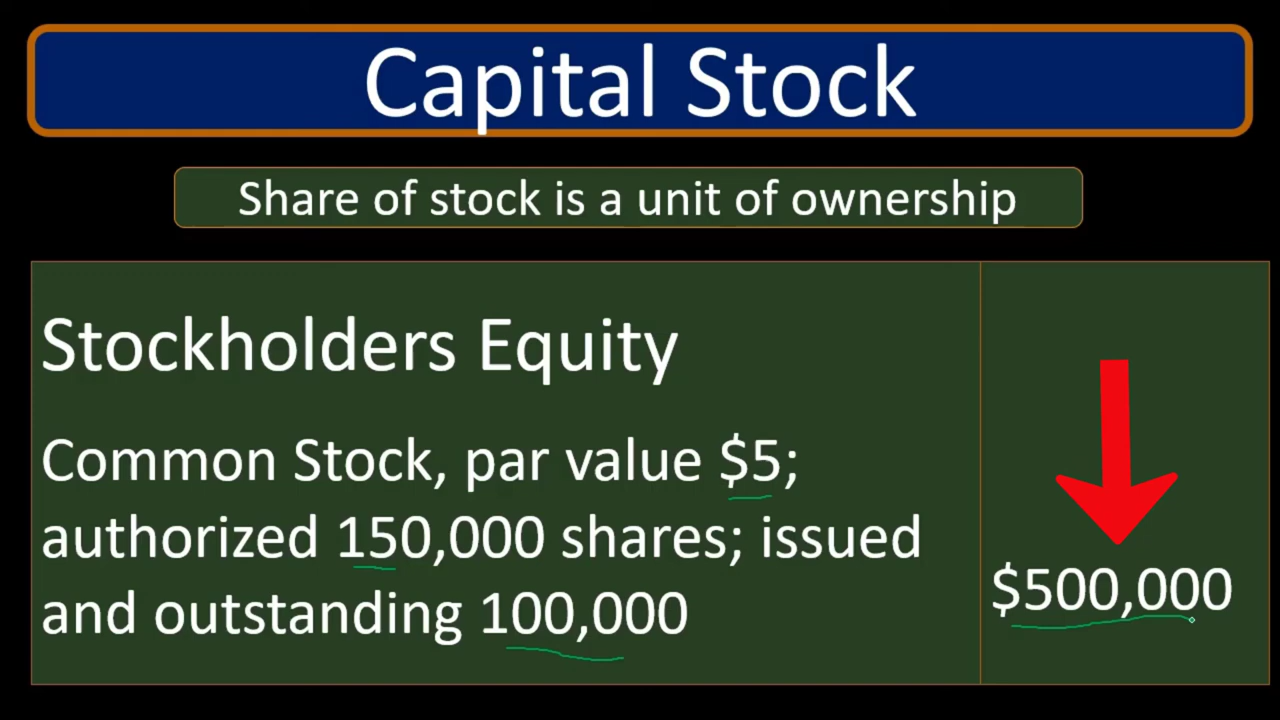 Capital Stock
Share of stock is a unit of ownership
Stockholders Equity
Common Stock, par value $5;
authorized 150,000 shares; issued
and outstanding 100,000
$500,000